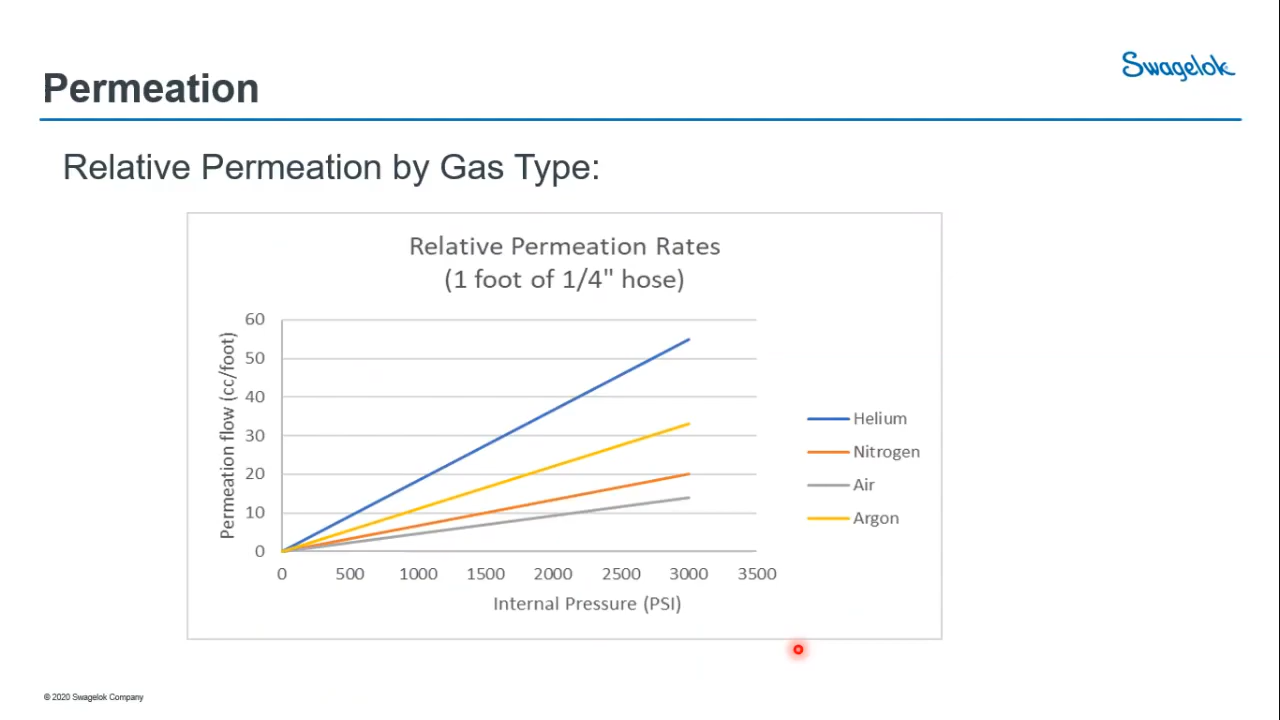 Swagelok
Permeation
Relative Permeation by Gas Type:
Relative Permeation Rates
(1 foot of 1/4" hose)
Permeation flow (cc/foot)
60
50
40
30
20
10
0
0 500 1000 1500 2000 2500 3000 3500
Internal Pressure (PSI)
Helium
Nitrogen
Air
Argon
© 2020 Swagelok Company